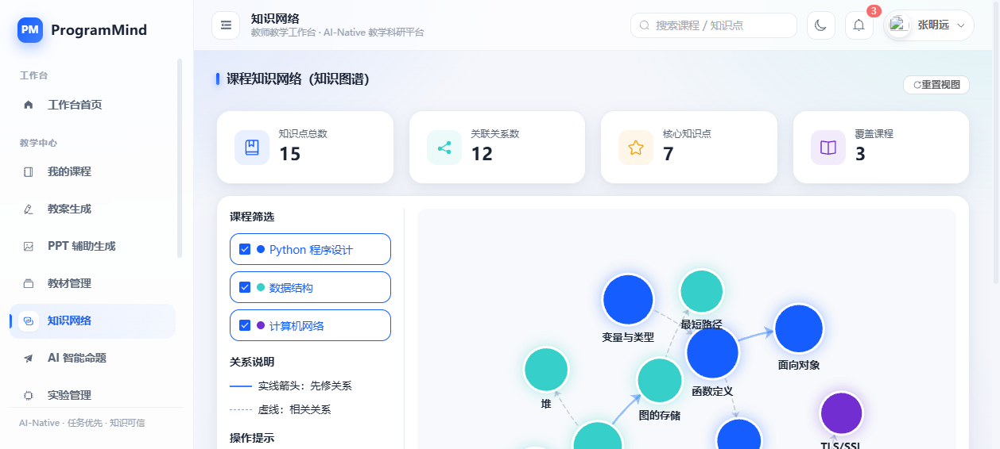 PM ProgramMind
工作台
工作台首页
教学中心
我的课程
教案生成
PPT 辅助生成
教材管理
知识网络
AI 智能命题
实验管理
AI-Native · 任务优先 · 知识可信
知识网络
教师教学工作台 · AI-Native 教学科研平台
搜索课程 / 知识点
3
张明远
课程知识网络（知识图谱）
重置视图
知识点总数
15
关联关系数
12
核心知识点
7
覆盖课程
3
课程筛选
Python 程序设计
数据结构
计算机网络
关系说明
实线箭头：先修关系
虚线：相关关系
操作提示
变量与类型
最短路径
面向对象
函数定义
堆
图的存储
TLS/SSL